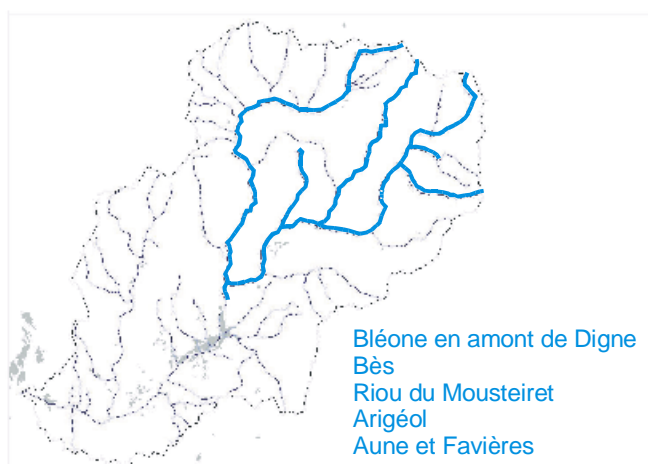 Bléone en amont de Digne
Bès
Riou du Mousteiret
Arigéol
Aune et Favières